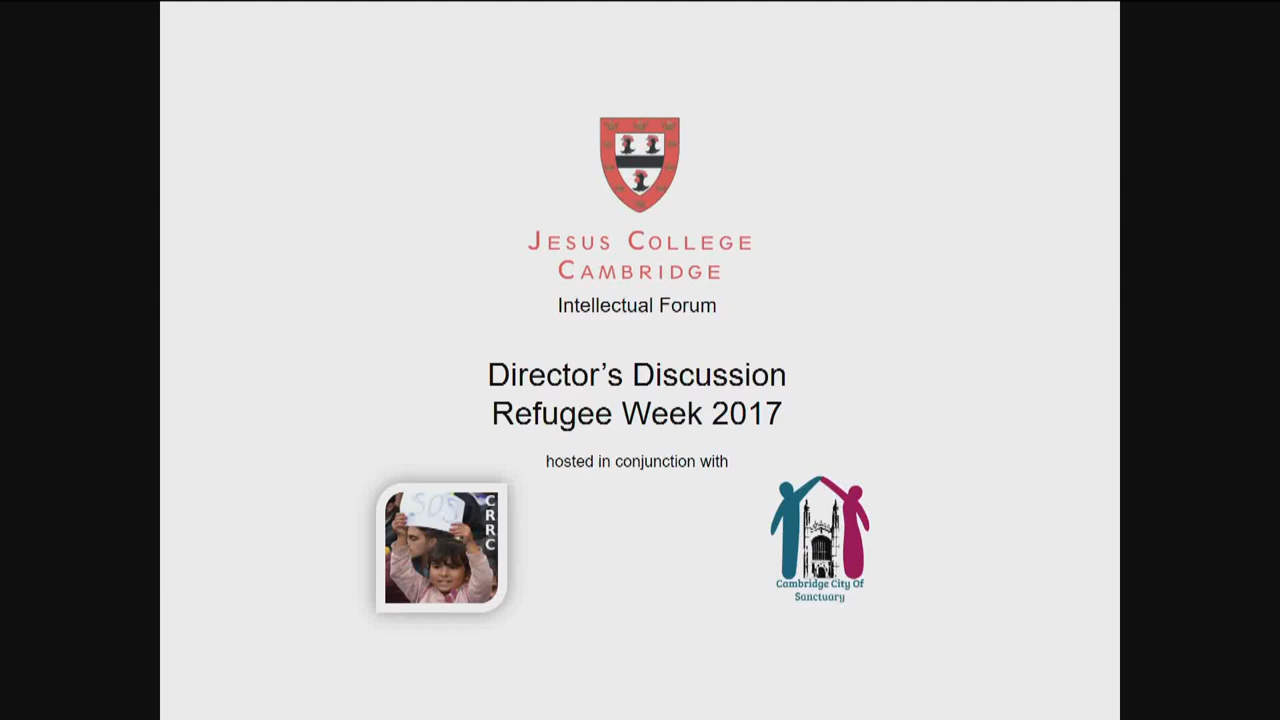 JESUS COLLEGE
CAMBRIDGE
Intellectual Forum
Director's Discussion
Refugee Week 2017
hosted in conjunction with
SOS
CRRC
Cambridge City Of
Sanctuary